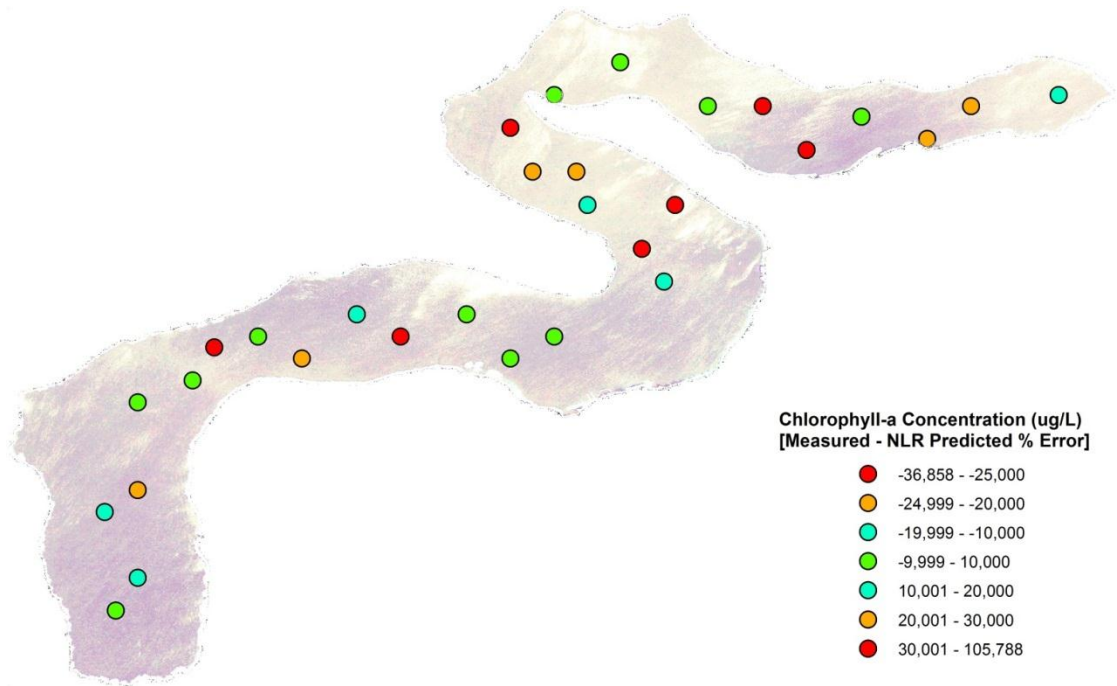 Chlorophyll-a Concentration (ug/L)
[Measured - NLR Predicted % Error]
-36,858 - -25,000
-24,999 - -20,000
-19,999 - -10,000
-9,999 - 10,000
10,001 - 20,000
20,001 - 30,000
30,001 - 105,788